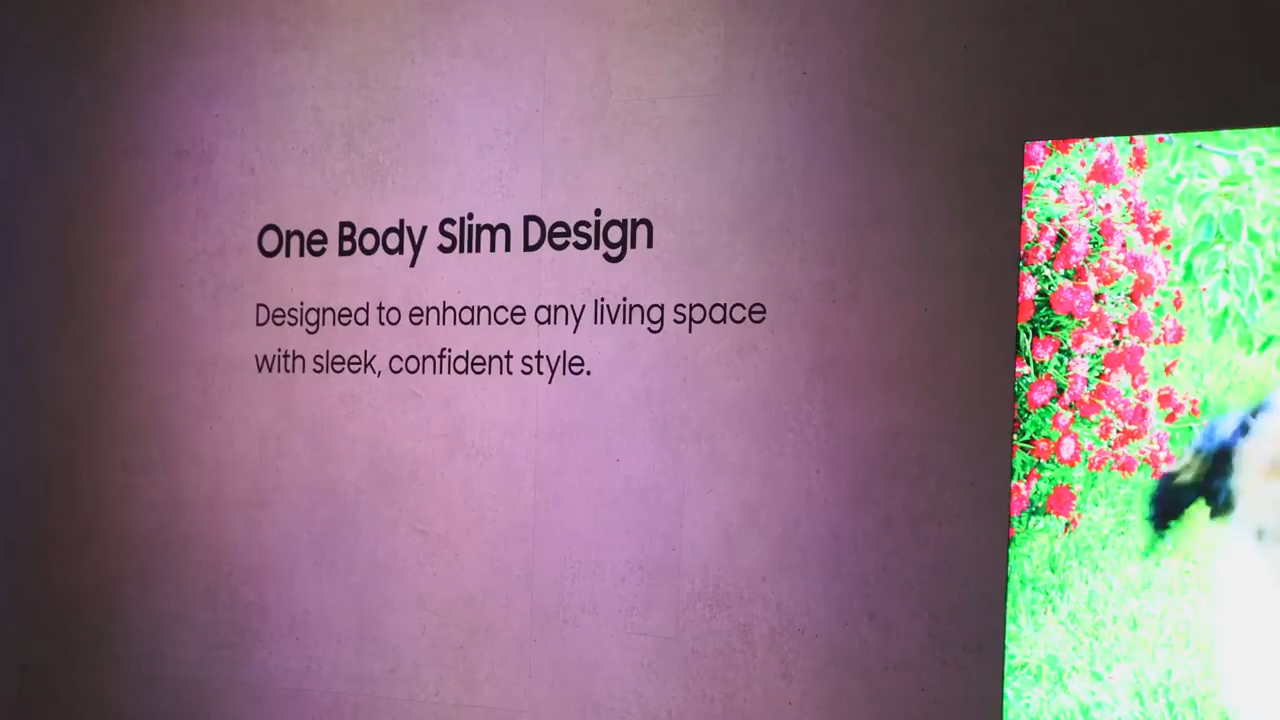 One Body Slim Design
Designed to enhance any living space
with sleek, confident style.